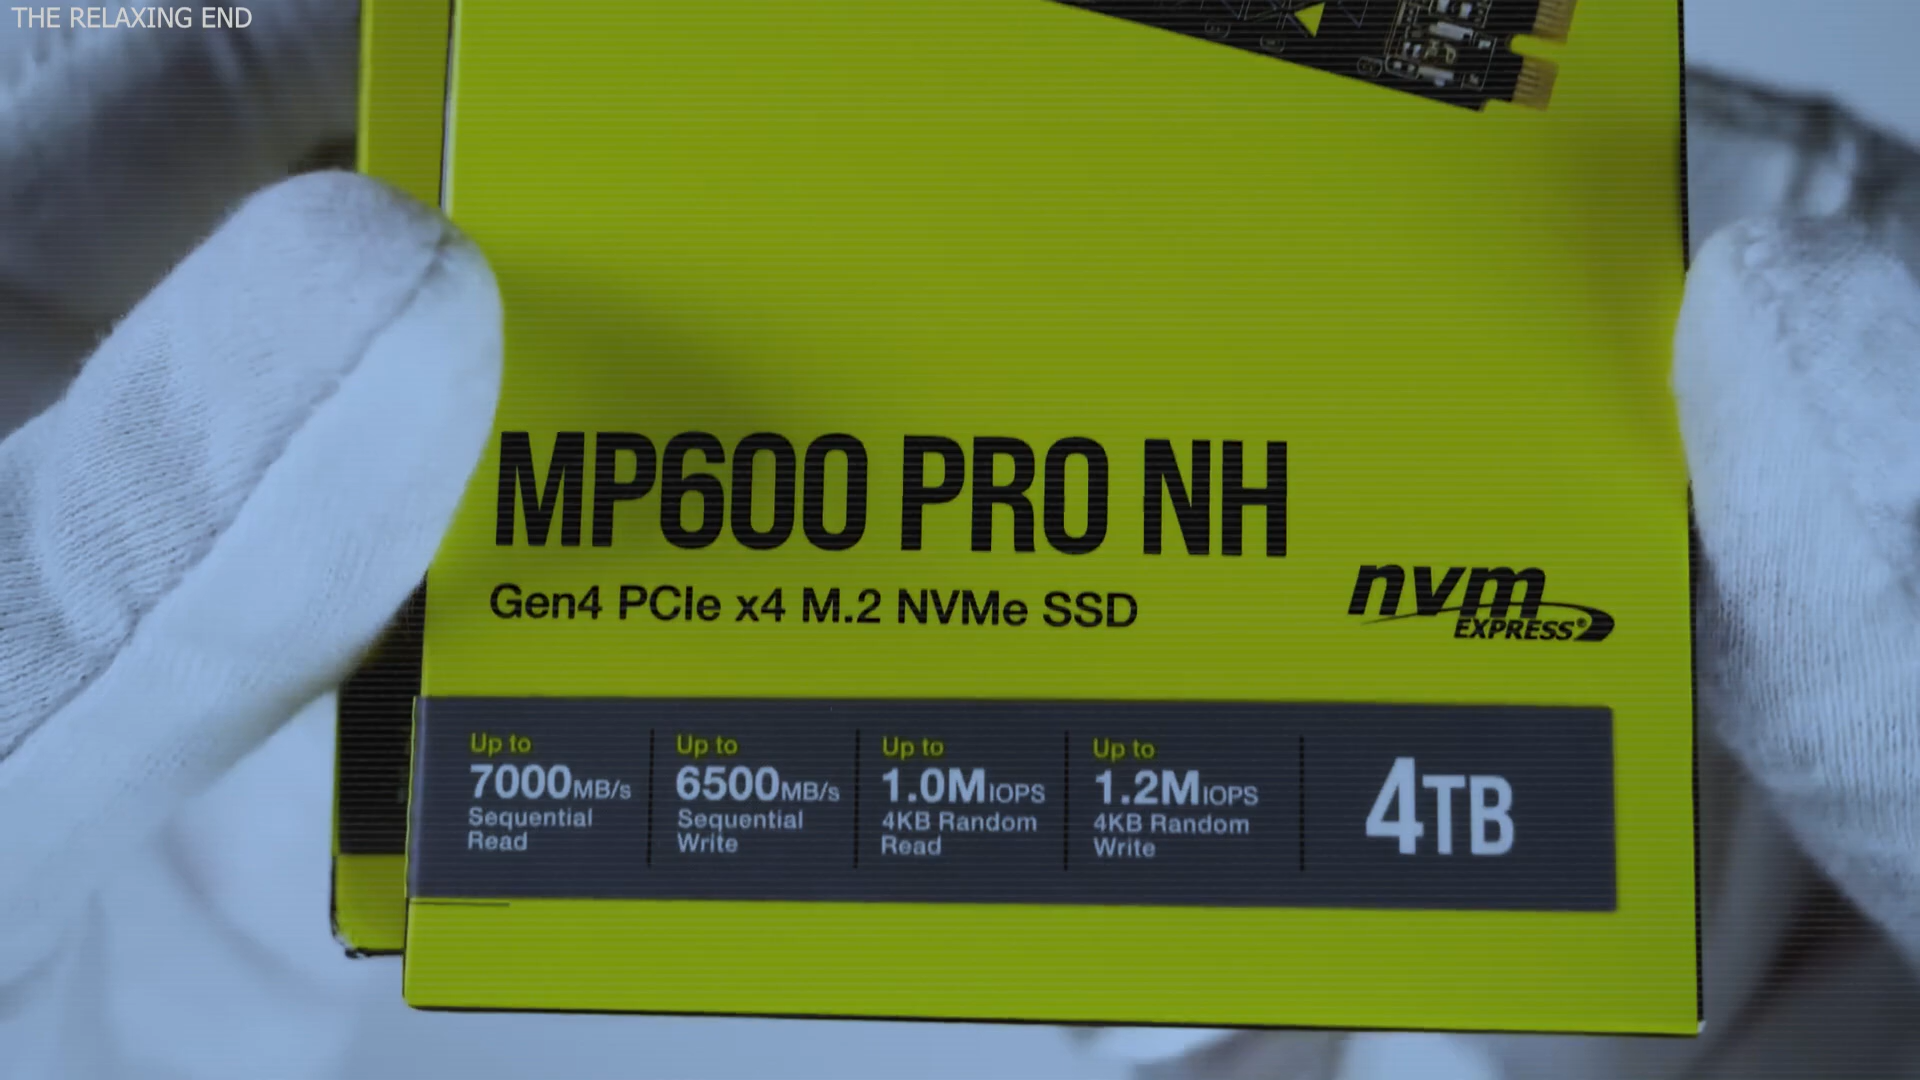 THE RELAXING END
MP600 PRO NH
Gen4 PCIe x4 M.2 NVMe SSD
nvm
EXPRESS®
Up to
7000MB/s
Sequential
Read
Up to
6500MB/s
Sequential
Write
Up to
1.0MIOPS
4KB Random
Read
Up to
1.2MIOPS
4KB Random
Write
4TB